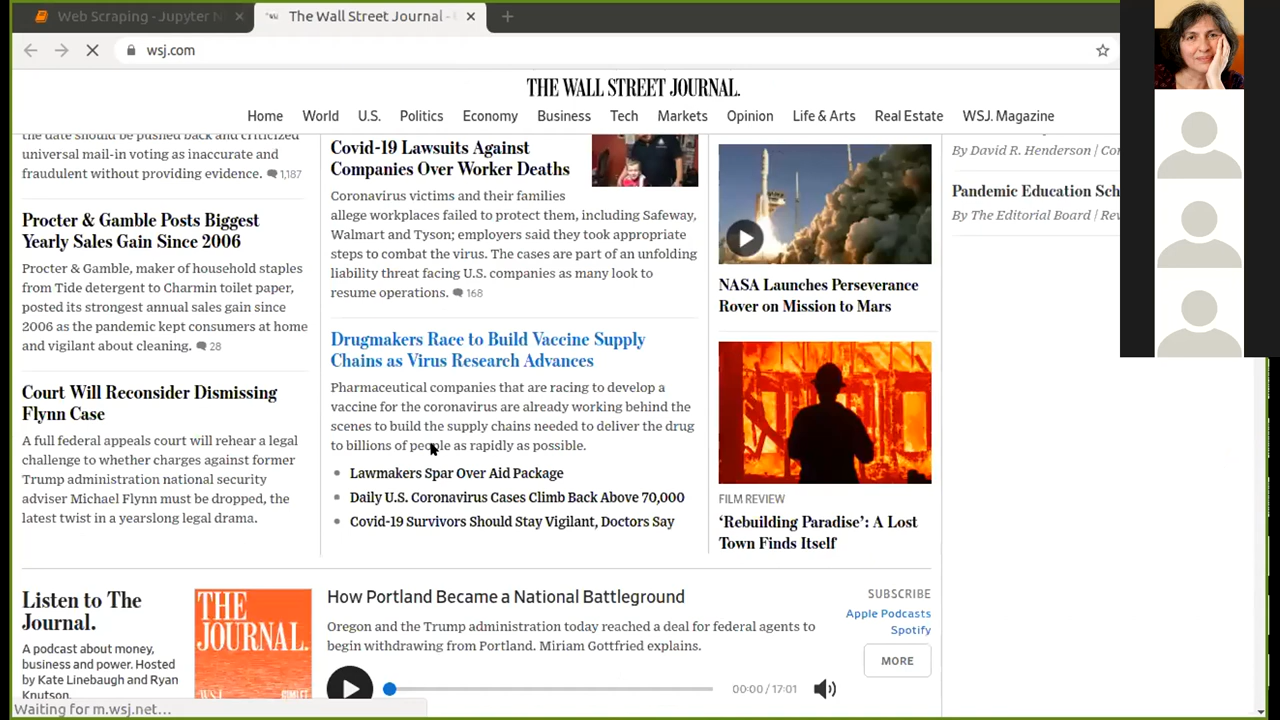 Web Scraping - Jupyter N
The Wall Street Journal -
wsj.com
THE WALL STREET JOURNAL.
Home World U.S. Politics Economy Business Tech Markets Opinion Life & Arts Real Estate WSJ. Magazine
the date should be pushed back and criticized
universal mail-in voting as inaccurate and
fraudulent without providing evidence. 1,187
Procter & Gamble Posts Biggest
Yearly Sales Gain Since 2006
Procter & Gamble, maker of household staples
from Tide detergent to Charmin toilet paper,
posted its strongest annual sales gain since
2006 as the pandemic kept consumers at home
and vigilant about cleaning. 28
Court Will Reconsider Dismissing
Flynn Case
A full federal appeals court will rehear a legal
challenge to whether charges against former
Trump administration national security
adviser Michael Flynn must be dropped, the
latest twist in a yearslong legal drama.
Covid-19 Lawsuits Against
Companies Over Worker Deaths
Coronavirus victims and their families
allege workplaces failed to protect them, including Safeway,
Walmart and Tyson; employers said they took appropriate
steps to combat the virus. The cases are part of an unfolding
liability threat facing U.S. companies as many look to
resume operations. 168
Drugmakers Race to Build Vaccine Supply
Chains as Virus Research Advances
Pharmaceutical companies that are racing to develop a
vaccine for the coronavirus are already working behind the
scenes to build the supply chains needed to deliver the drug
to billions of people as rapidly as possible.
Lawmakers Spar Over Aid Package
Daily U.S. Coronavirus Cases Climb Back Above 70,000
Covid-19 Survivors Should Stay Vigilant, Doctors Say
NASA Launches Perseverance
Rover on Mission to Mars
FILM REVIEW
‘Rebuilding Paradise’: A Lost
Town Finds Itself
By David R. Henderson | Co
Pandemic Education Sch
By The Editorial Board | Rev
Listen to The
Journal.
A podcast about money,
business and power. Hosted
by Kate Linebaugh and Ryan
Knutson.
THE
JOURNAL.
How Portland Became a National Battleground
Oregon and the Trump administration today reached a deal for federal agents to
begin withdrawing from Portland. Miriam Gottfried explains.
00:00 / 17:01
SUBSCRIBE
Apple Podcasts
Spotify
MORE
Waiting for m.wsj.net...